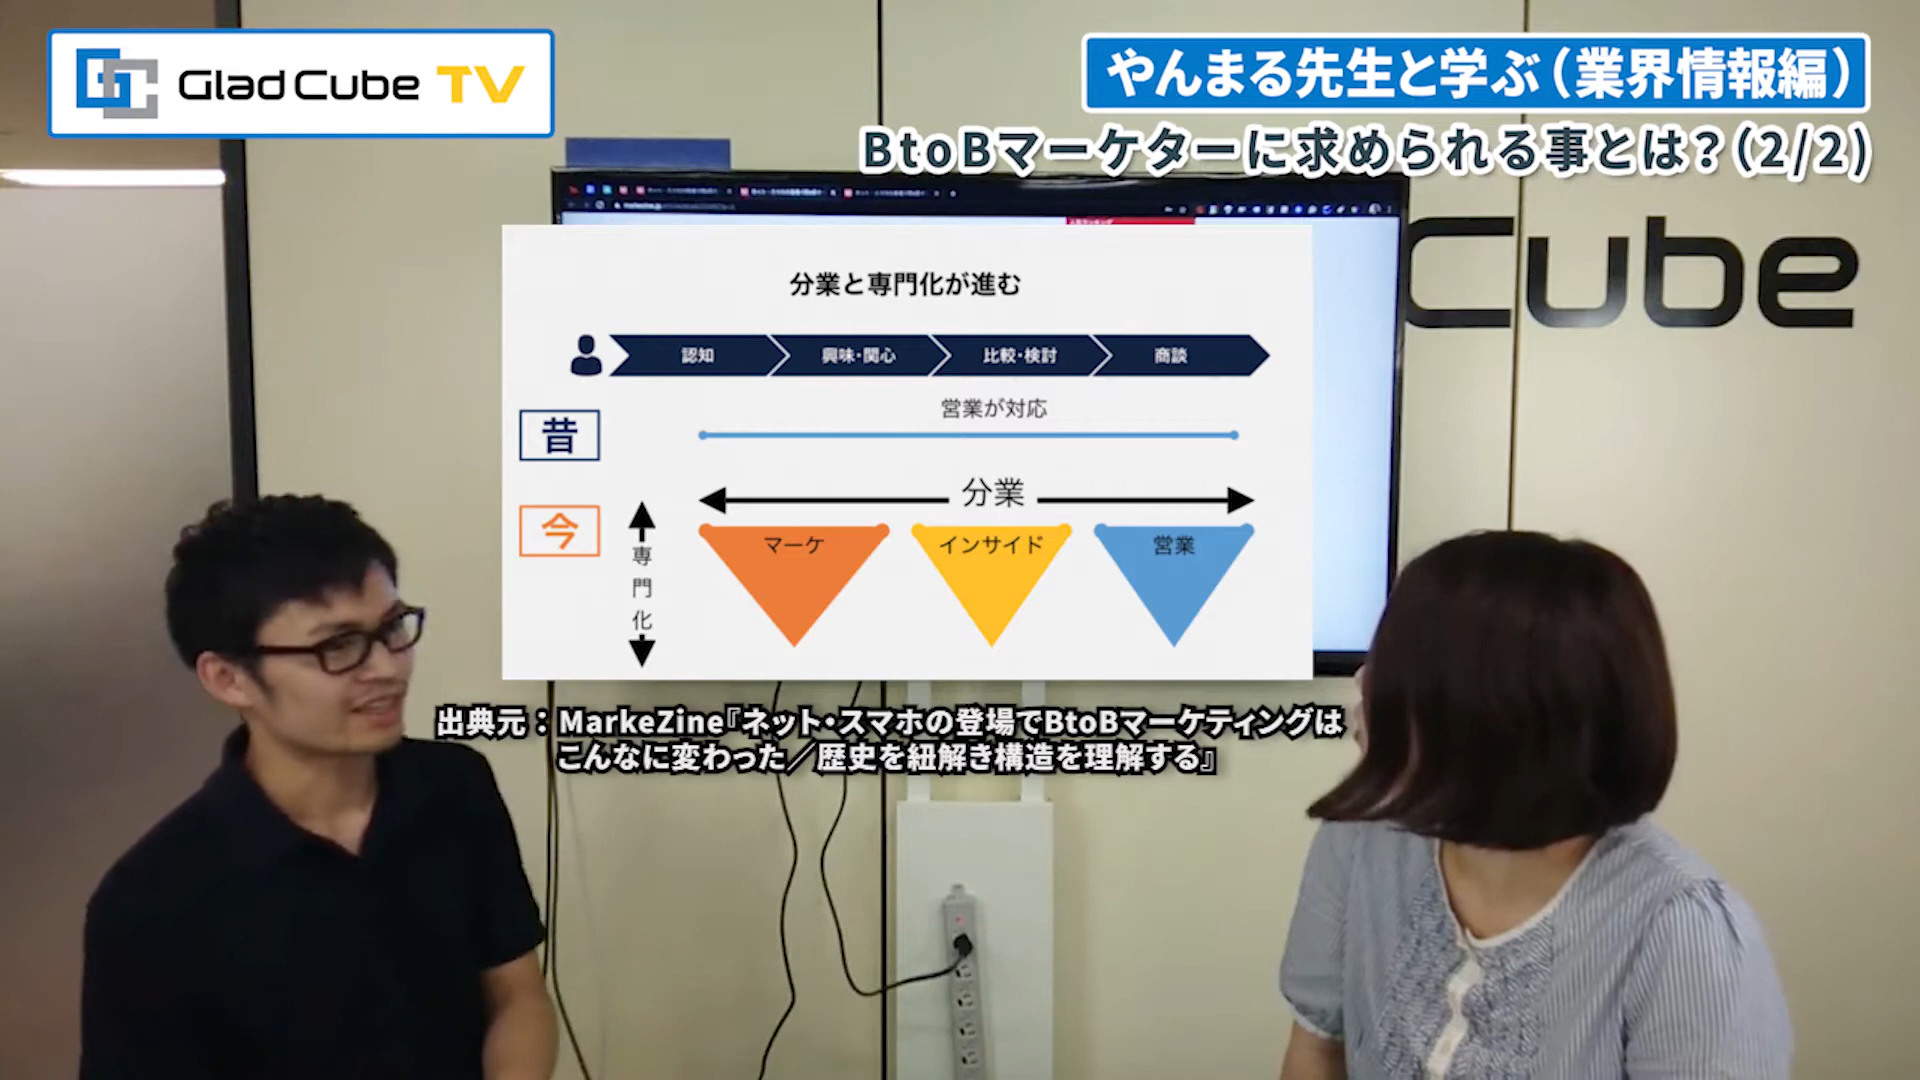 Glad Cube TV
やんまる先生と学ぶ（業界情報編）
BtoBマーケターに求められる事とは？（2/2）
Cube
分業と専門化が進む
認知
興味・関心
比較・検討
商談
昔
営業が対応
分業
今
専門化
マーケ
インサイド
営業
出典元：MarkeZine『ネット・スマホの登場でBtoBマーケティングは
こんなに変わった／歴史を紐解き構造を理解する』